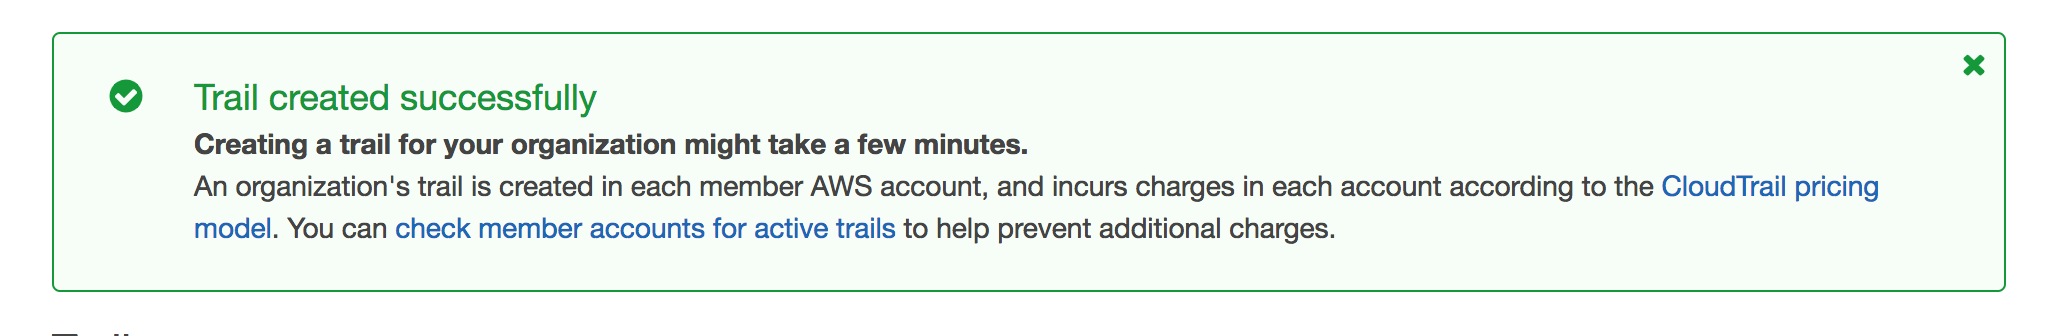 Trail created successfully
Creating a trail for your organization might take a few minutes.
An organization's trail is created in each member AWS account, and incurs charges in each account according to the CloudTrail pricing
model. You can check member accounts for active trails to help prevent additional charges.